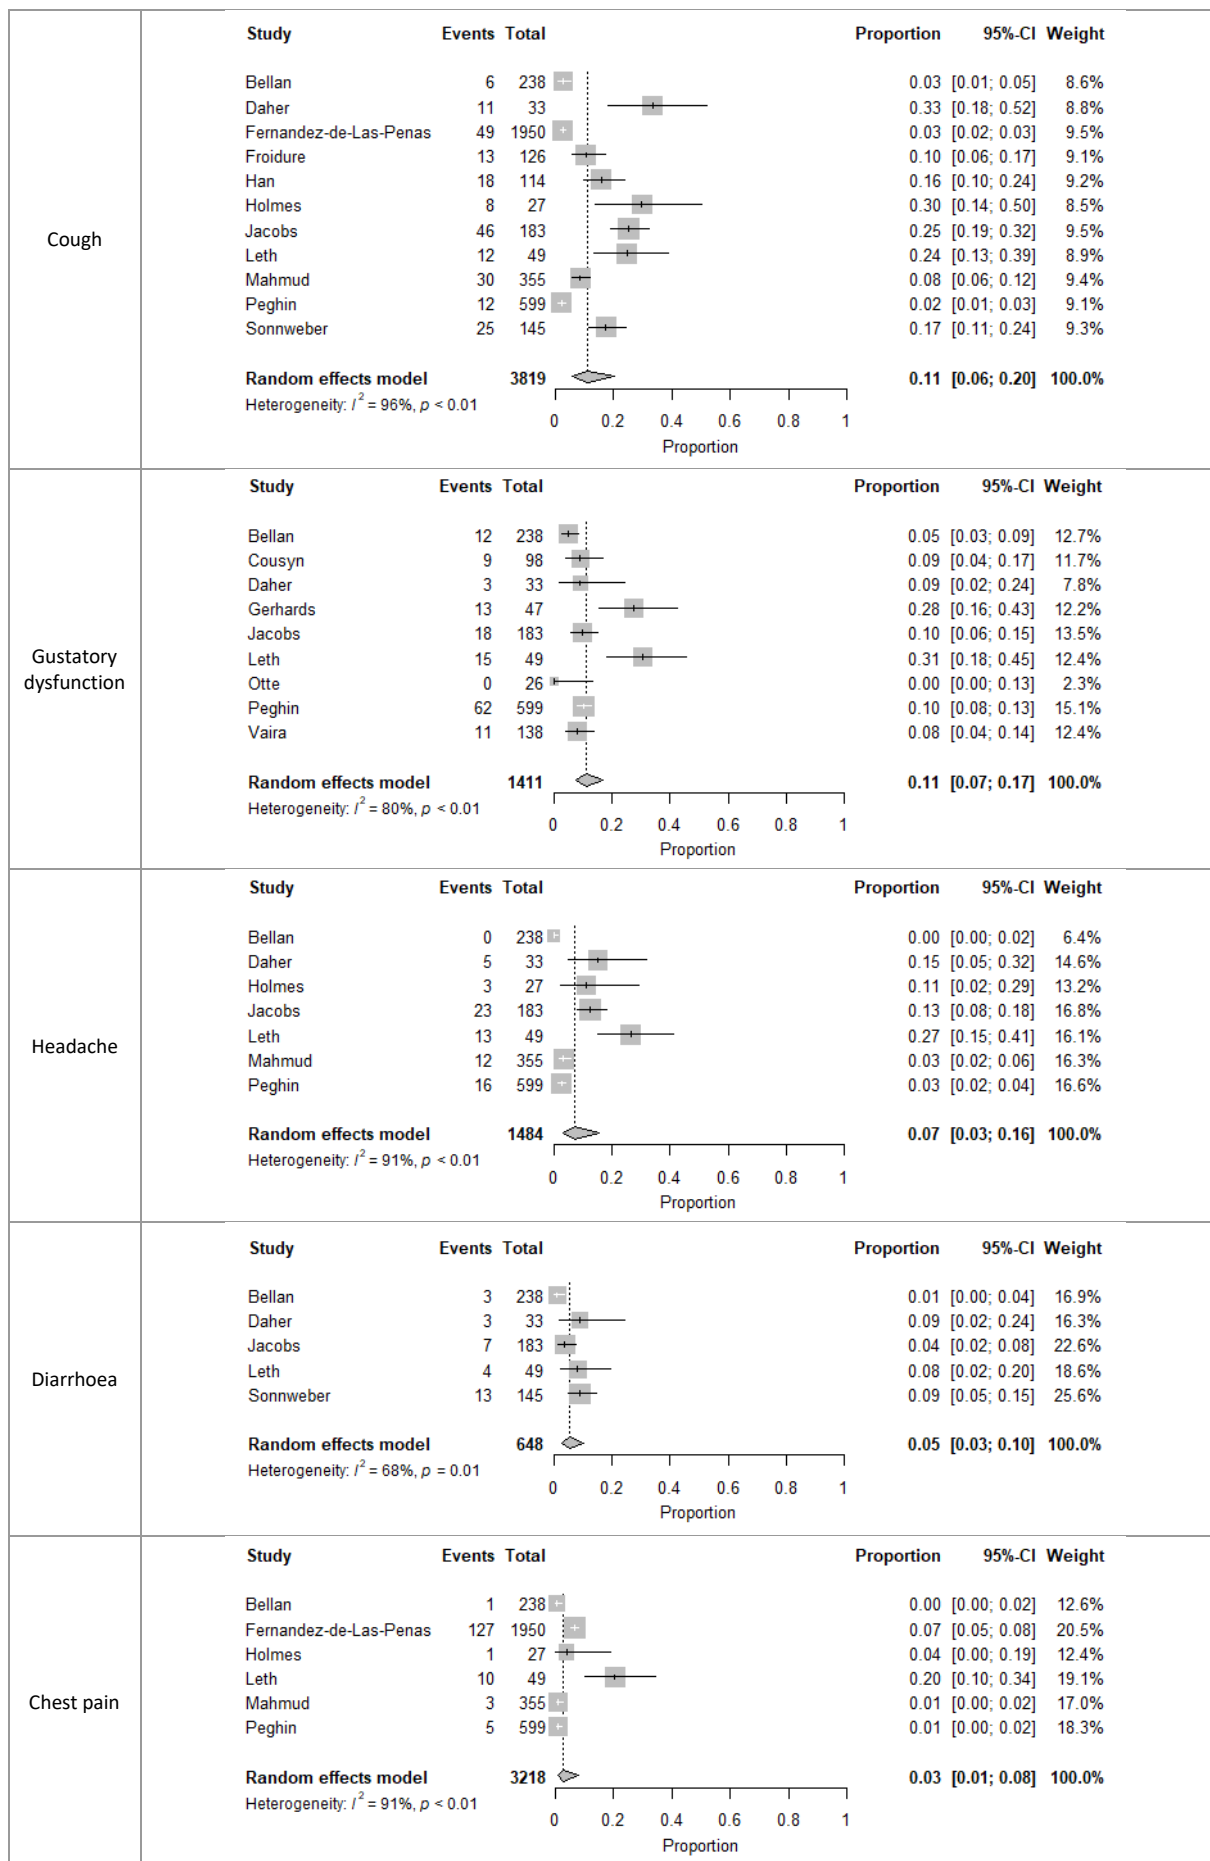 Cough
Study Events Total Proportion 95%-CI Weight
Bellan 6 238 0.03 [0.01; 0.05] 8.6%
Daher 11 33 0.33 [0.18; 0.52] 8.8%
Fernandez-de-Las-Penas 49 1950 0.03 [0.02; 0.03] 9.5%
Froidure 13 126 0.10 [0.06; 0.17] 9.1%
Han 18 114 0.16 [0.10; 0.24] 9.2%
Holmes 8 27 0.30 [0.14; 0.50] 8.5%
Jacobs 46 183 0.25 [0.19; 0.32] 9.5%
Leth 12 49 0.24 [0.13; 0.39] 8.9%
Mahmud 30 355 0.08 [0.06; 0.12] 9.4%
Peghin 12 599 0.02 [0.01; 0.03] 9.1%
Sonnweber 25 145 0.17 [0.11; 0.24] 9.3%
Random effects model 3819 0.11 [0.06; 0.20] 100.0%
Heterogeneity: I² = 96%, p < 0.01
0 0.2 0.4 0.6 0.8 1
Proportion
Gustatory
dysfunction
Study Events Total Proportion 95%-CI Weight
Bellan 12 238 0.05 [0.03; 0.09] 12.7%
Cousyn 9 98 0.09 [0.04; 0.17] 11.7%
Daher 3 33 0.09 [0.02; 0.24] 7.8%
Gerhards 13 47 0.28 [0.16; 0.43] 12.2%
Jacobs 18 183 0.10 [0.06; 0.15] 13.5%
Leth 15 49 0.31 [0.18; 0.45] 12.4%
Otte 0 26 0.00 [0.00; 0.13] 2.3%
Peghin 62 599 0.10 [0.08; 0.13] 15.1%
Vaira 11 138 0.08 [0.04; 0.14] 12.4%
Random effects model 1411 0.11 [0.07; 0.17] 100.0%
Heterogeneity: I² = 80%, p < 0.01
0 0.2 0.4 0.6 0.8 1
Proportion
Headache
Study Events Total Proportion 95%-CI Weight
Bellan 0 238 0.00 [0.00; 0.02] 6.4%
Daher 5 33 0.15 [0.05; 0.32] 14.6%
Holmes 3 27 0.11 [0.02; 0.29] 13.2%
Jacobs 23 183 0.13 [0.08; 0.18] 16.8%
Leth 13 49 0.27 [0.15; 0.41] 16.1%
Mahmud 12 355 0.03 [0.02; 0.06] 16.3%
Peghin 16 599 0.03 [0.02; 0.04] 16.6%
Random effects model 1484 0.07 [0.03; 0.16] 100.0%
Heterogeneity: I² = 91%, p < 0.01
0 0.2 0.4 0.6 0.8 1
Proportion
Diarrhoea
Study Events Total Proportion 95%-CI Weight
Bellan 3 238 0.01 [0.00; 0.04] 16.9%
Daher 3 33 0.09 [0.02; 0.24] 16.3%
Jacobs 7 183 0.04 [0.02; 0.08] 22.6%
Leth 4 49 0.08 [0.02; 0.20] 18.6%
Sonnweber 13 145 0.09 [0.05; 0.15] 25.6%
Random effects model 648 0.05 [0.03; 0.10] 100.0%
Heterogeneity: I² = 68%, p = 0.01
0 0.2 0.4 0.6 0.8 1
Proportion
Chest pain
Study Events Total Proportion 95%-CI Weight
Bellan 1 238 0.00 [0.00; 0.02] 12.6%
Fernandez-de-Las-Penas 127 1950 0.07 [0.05; 0.08] 20.5%
Holmes 1 27 0.04 [0.00; 0.19] 12.4%
Leth 10 49 0.20 [0.10; 0.34] 19.1%
Mahmud 3 355 0.01 [0.00; 0.02] 17.0%
Peghin 5 599 0.01 [0.00; 0.02] 18.3%
Random effects model 3218 0.03 [0.01; 0.08] 100.0%
Heterogeneity: I² = 91%, p < 0.01
0 0.2 0.4 0.6 0.8 1
Proportion